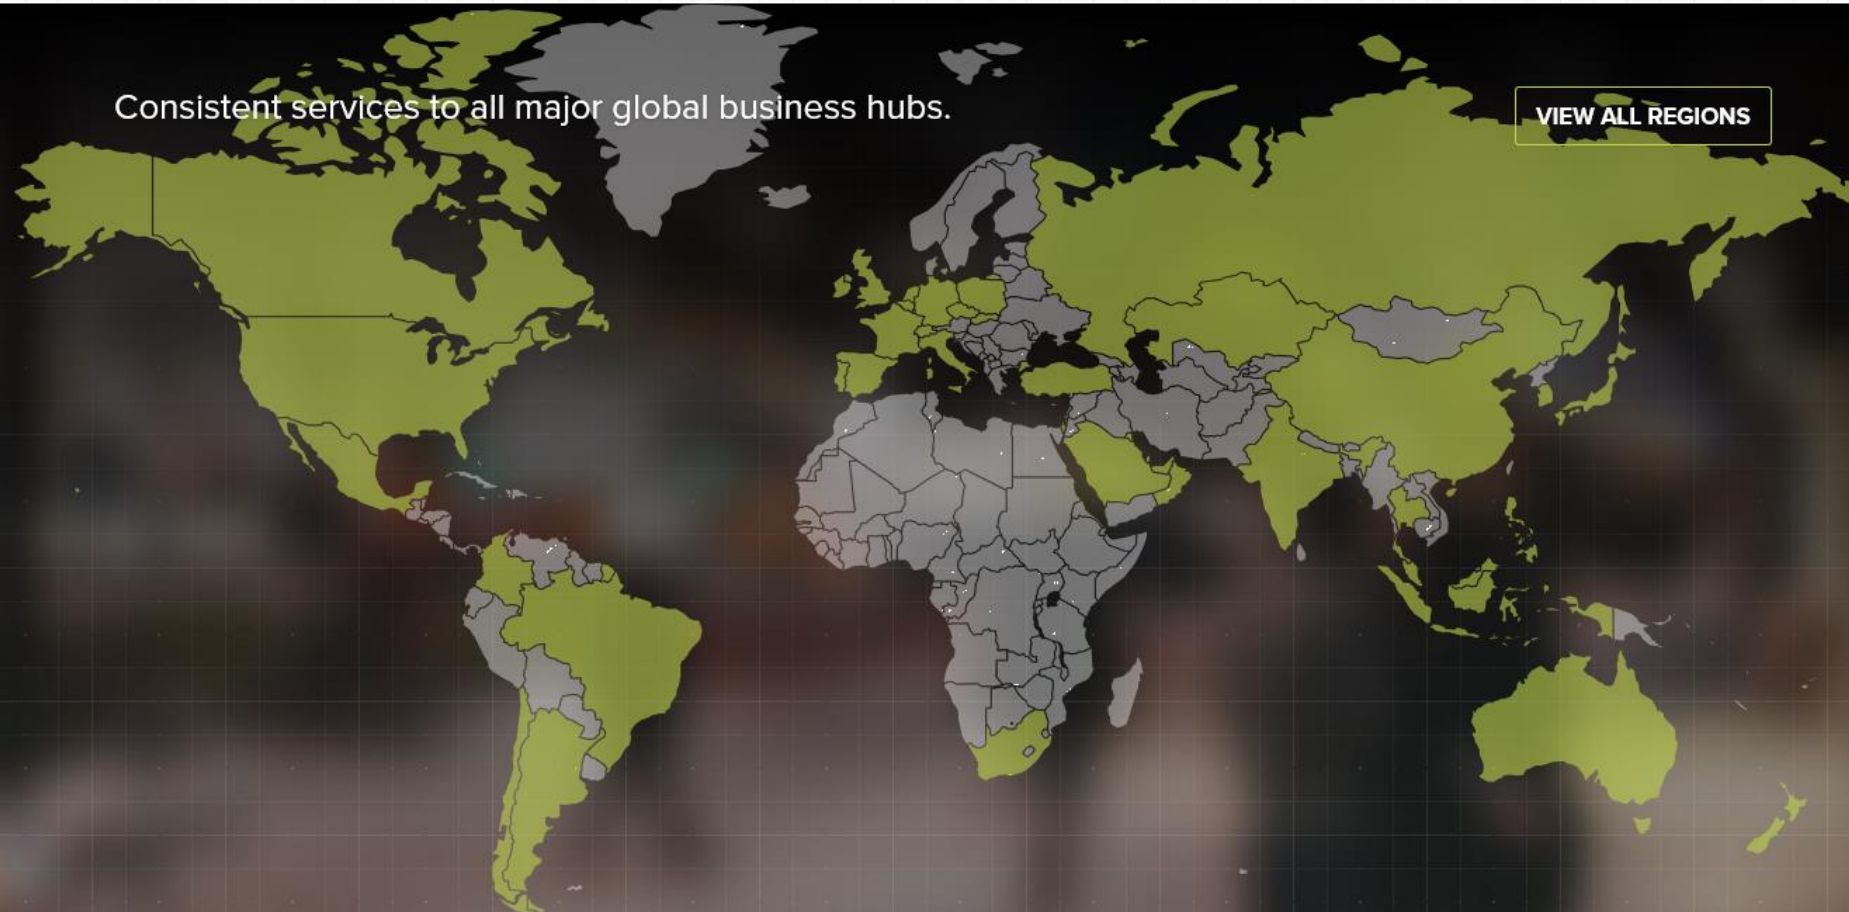 Consistent services to all major global business hubs.
VIEW ALL REGIONS